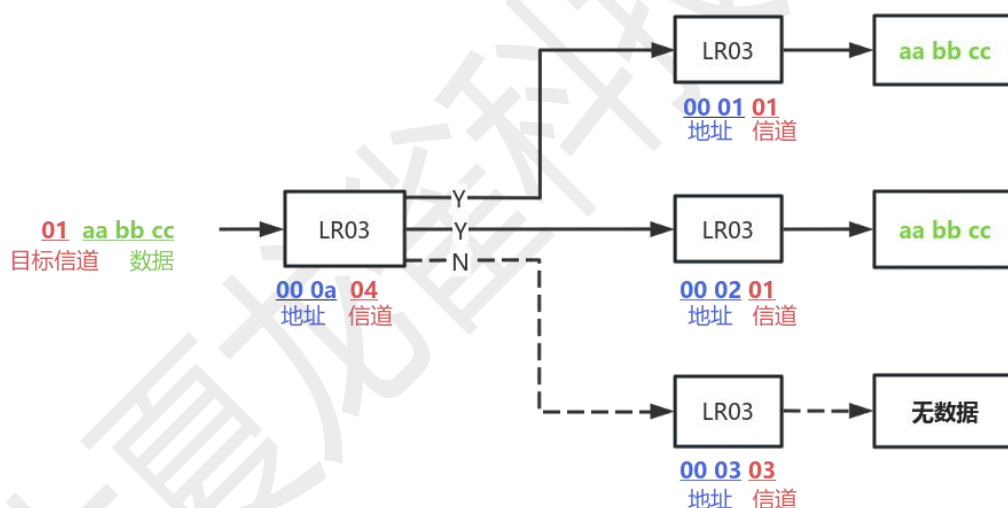 LR03
aa bb cc
00 01 01
地址 信道
Y
01 aa bb cc
目标信道 数据
LR03
Y
LR03
aa bb cc
N
00 0a 04
地址 信道
00 02 01
地址 信道
LR03
无数据
00 03 03
地址 信道